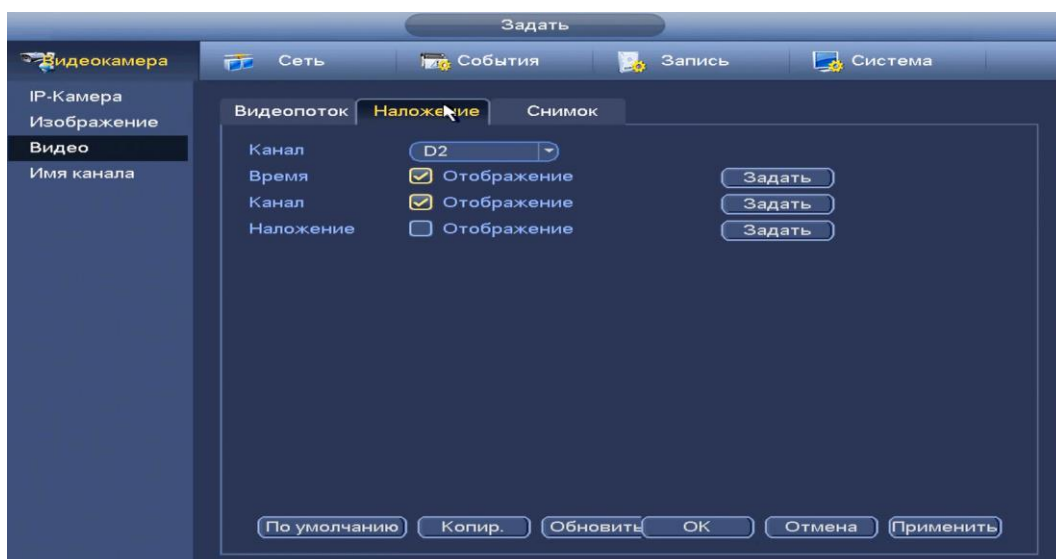 Задать
Видеокамера
Сеть
События
Запись
Система
IP-Камера
Изображение
Видео
Имя канала
Видеопоток
Наложение
Снимок
Канал
D2
Время
Отображение
Задать
Канал
Отображение
Задать
Наложение
Отображение
Задать
По умолчанию
Копир.
Обновить
OK
Отмена
Применить